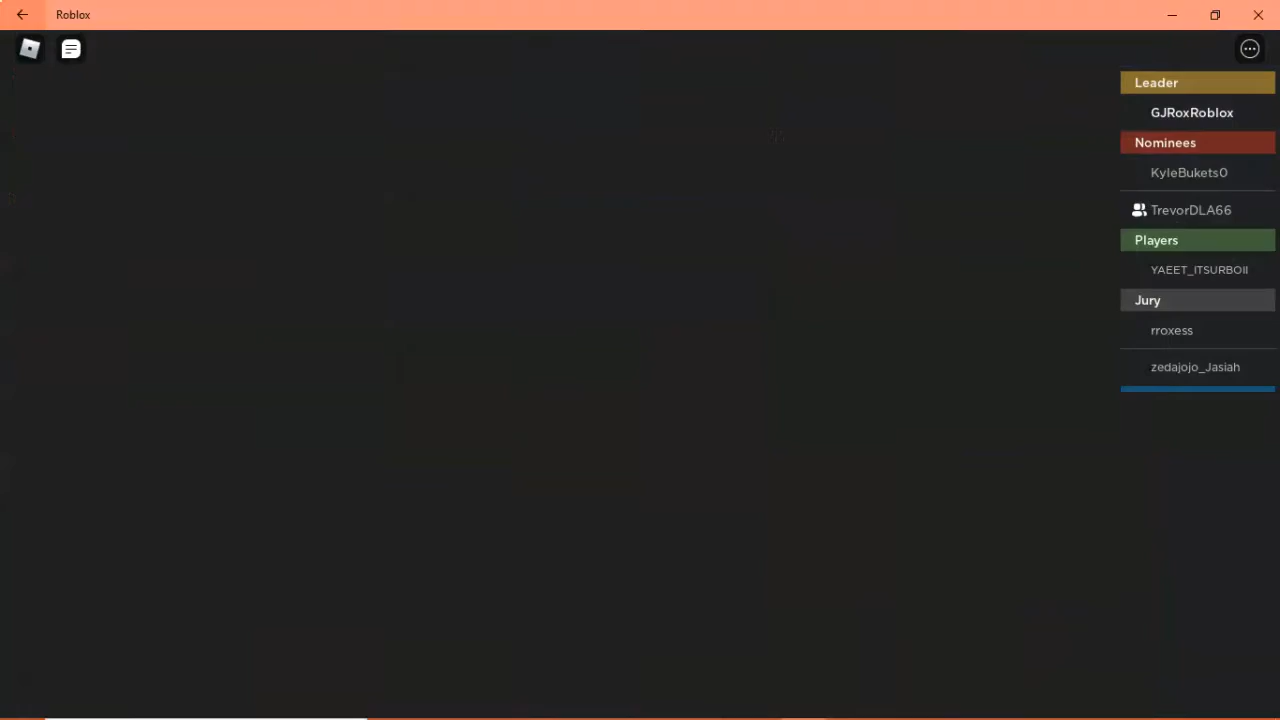 Roblox
Leader
GJRoxRoblox
Nominees
KyleBukets0
TrevorDLA66
Players
YAEET_ITSURBOII
Jury
rroxess
zedajojo_Jasiah